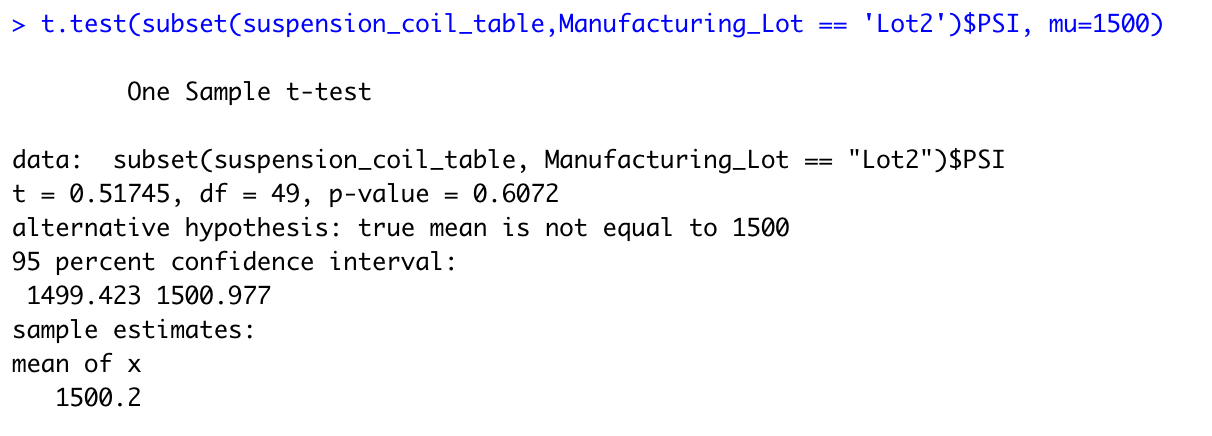 > t.test(subset(suspension_coil_table,Manufacturing_Lot == 'Lot2')$PSI, mu=1500)
One Sample t-test
data:  subset(suspension_coil_table, Manufacturing_Lot == "Lot2")$PSI
t = 0.51745, df = 49, p-value = 0.6072
alternative hypothesis: true mean is not equal to 1500
95 percent confidence interval:
1499.423 1500.977
sample estimates:
mean of x
1500.2